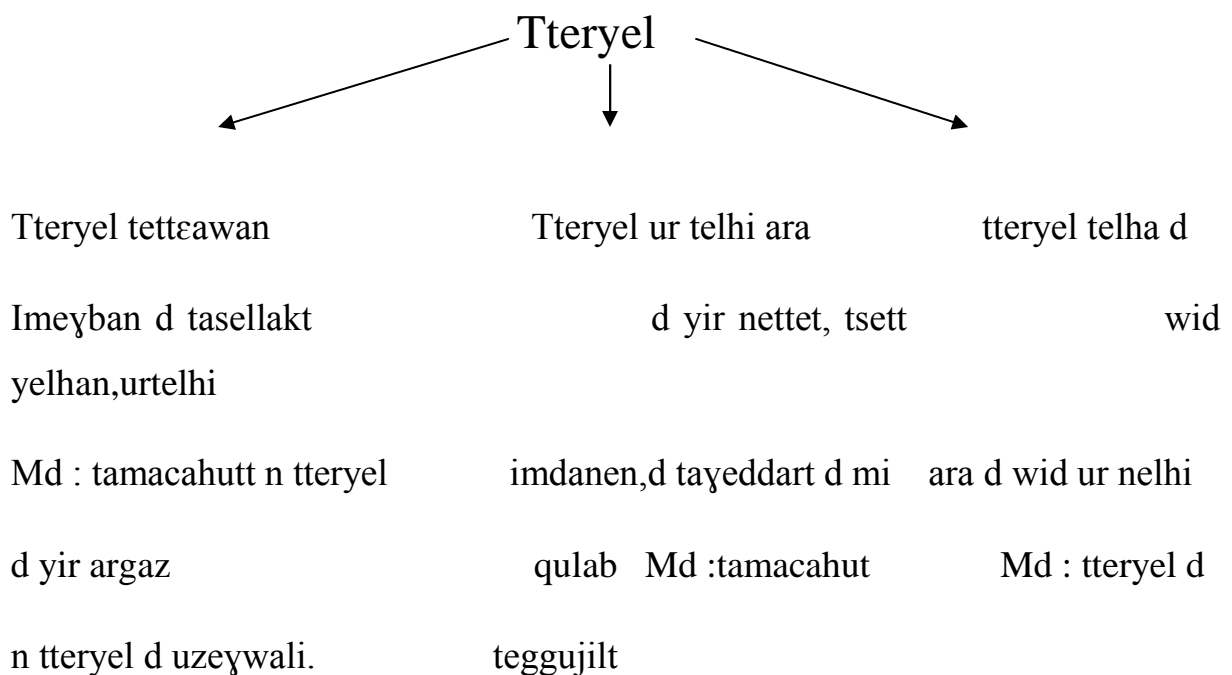 Tteryel
Tteryel tettɛawan Tteryel ur telhi ara tteryel telha d
Imeɣban d tasellakt d yir nettet, tsett wid
yelhan,urtelhi
Md : tamacahutt n tteryel imdanen,d taɣeddart d mi ara d wid ur nelhi
d yir argaz qulab Md :tamacahut Md : tteryel d
n tteryel d uzeɣwali. teggujilt